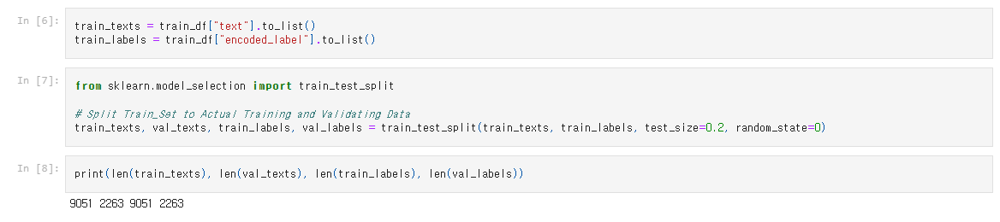 In [6]:
train_texts = train_df["text"].to_list()
train_labels = train_df["encoded_label"].to_list()
In [7]:
from sklearn.model_selection import train_test_split
# Split Train_Set to Actual Training and Validating Data
train_texts, val_texts, train_labels, val_labels = train_test_split(train_texts, train_labels, test_size=0.2, random_state=0)
In [8]:
print(len(train_texts), len(val_texts), len(train_labels), len(val_labels))
9051 2263 9051 2263